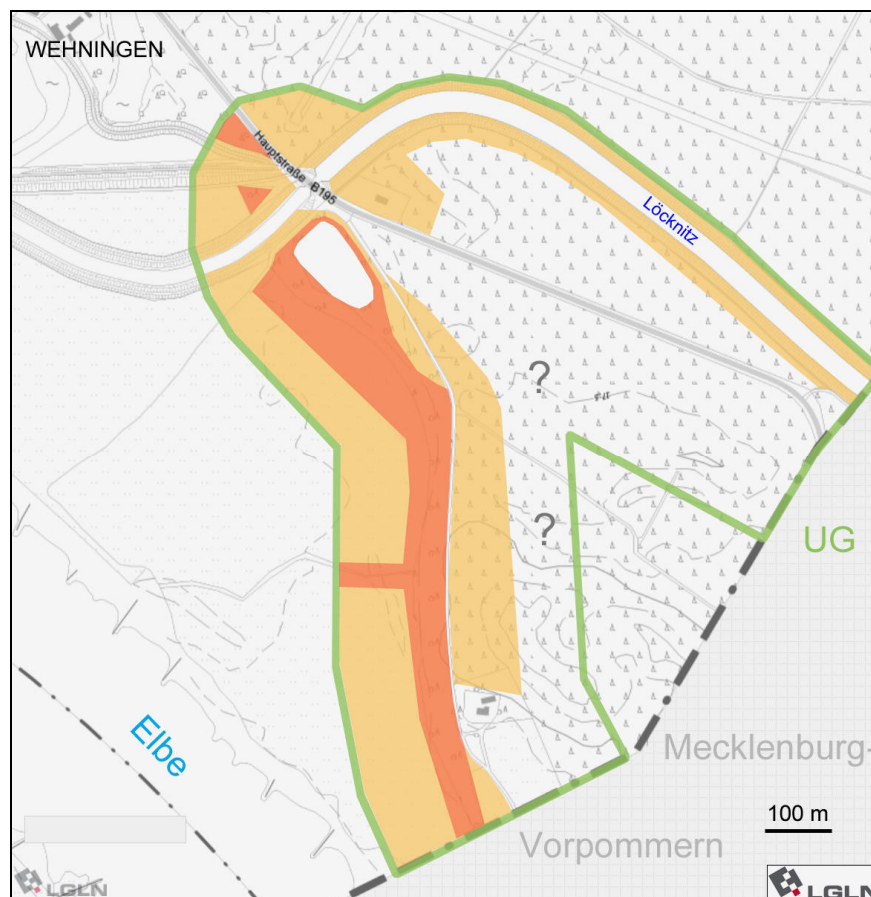 WEHNINGEN
Hauptstraße B195
Löcknitz
?
?
UG
Elbe
Mecklenburg-
100 m
Vorpommern
LGLN
LGLN